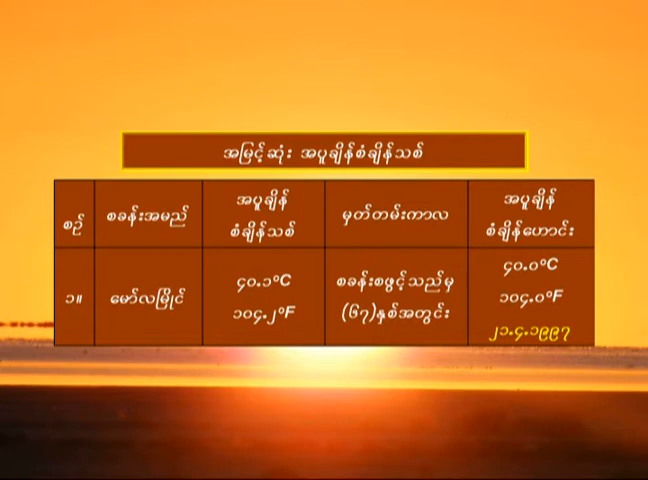 အမြင့်ဆုံး အပူချိန်စံချိန်သစ်
စဉ်
စခန်းအမည်
အပူချိန်
စံချိန်သစ်
မှတ်တမ်းကာလ
အပူချိန်
စံချိန်ဟောင်း
၁။
မော်လမြိုင်
၄၀.၁°C
၁၀၄.၂°F
စခန်းစဖွင့်သည်မှ
(၆၇)နှစ်အတွင်း
၄၀.၀°C
၁၀၄.၀°F
၂၁.၄.၁၉၉၇